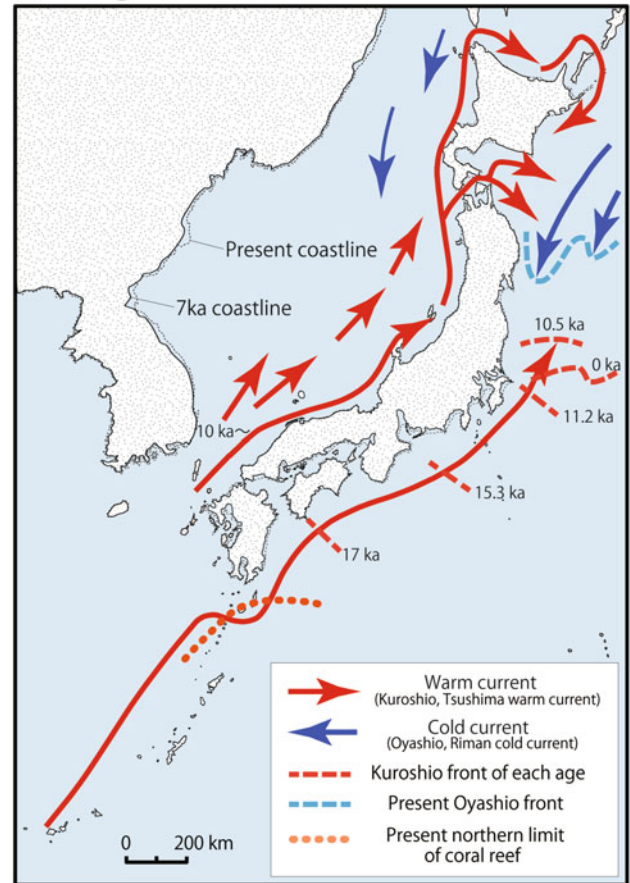 Present coastline
7ka coastline
10.5 ka
0 ka
11.2 ka
10 ka~
15.3 ka
17 ka
Warm current
(Kuroshio, Tsushima warm current)
Cold current
(Oyashio, Riman cold current)
Kuroshio front of each age
Present Oyashio front
Present northern limit
of coral reef
0 200 km